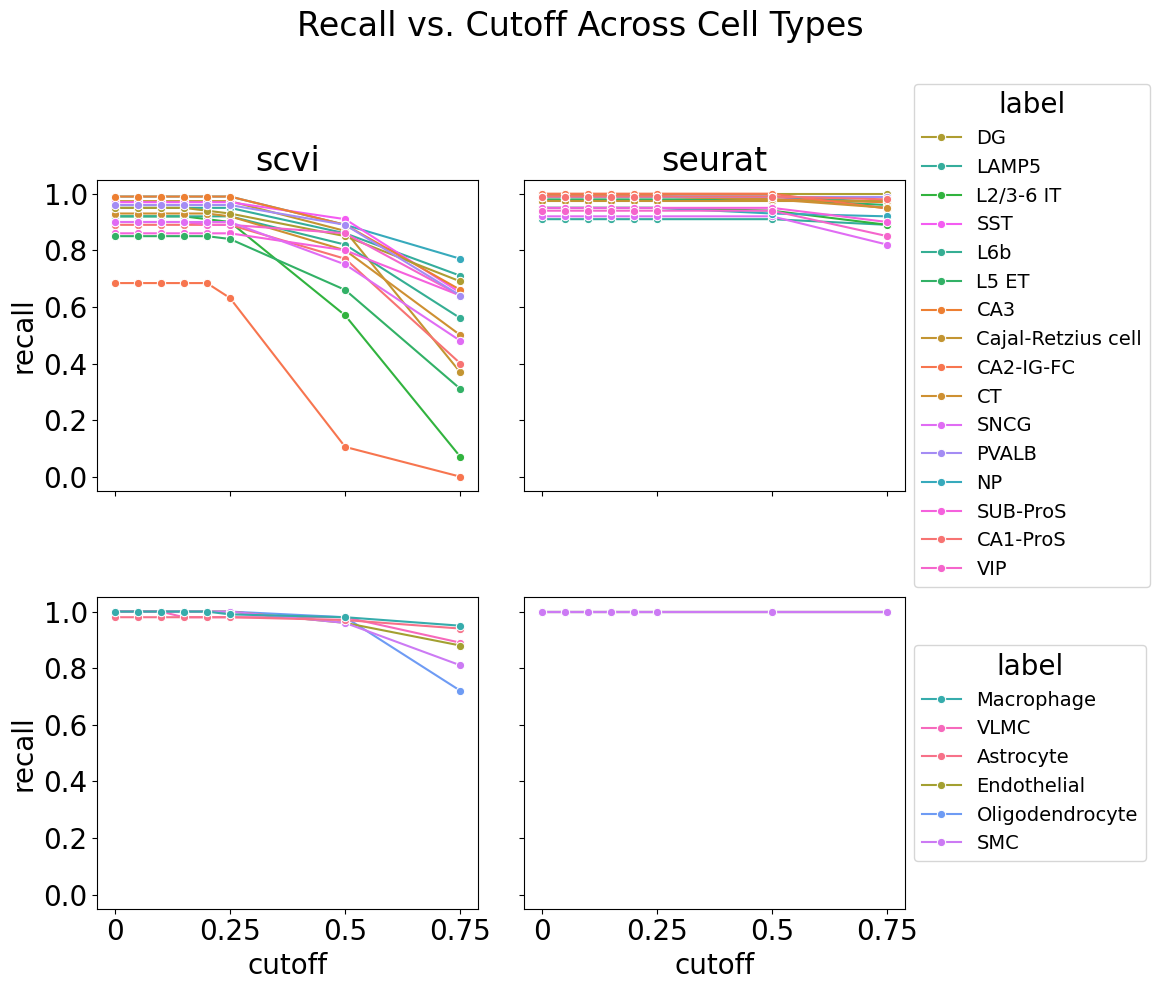 Recall vs. Cutoff Across Cell Types
scvi
seurat
recall
1.0
0.8
0.6
0.4
0.2
0.0
label
DG
LAMP5
L2/3-6 IT
SST
L6b
L5 ET
CA3
Cajal-Retzius cell
CA2-IG-FC
CT
SNCG
PVALB
NP
SUB-ProS
CA1-ProS
VIP
recall
1.0
0.8
0.6
0.4
0.2
0.0
0 0.25 0.5 0.75
cutoff
0 0.25 0.5 0.75
cutoff
label
Macrophage
VLMC
Astrocyte
Endothelial
Oligodendrocyte
SMC